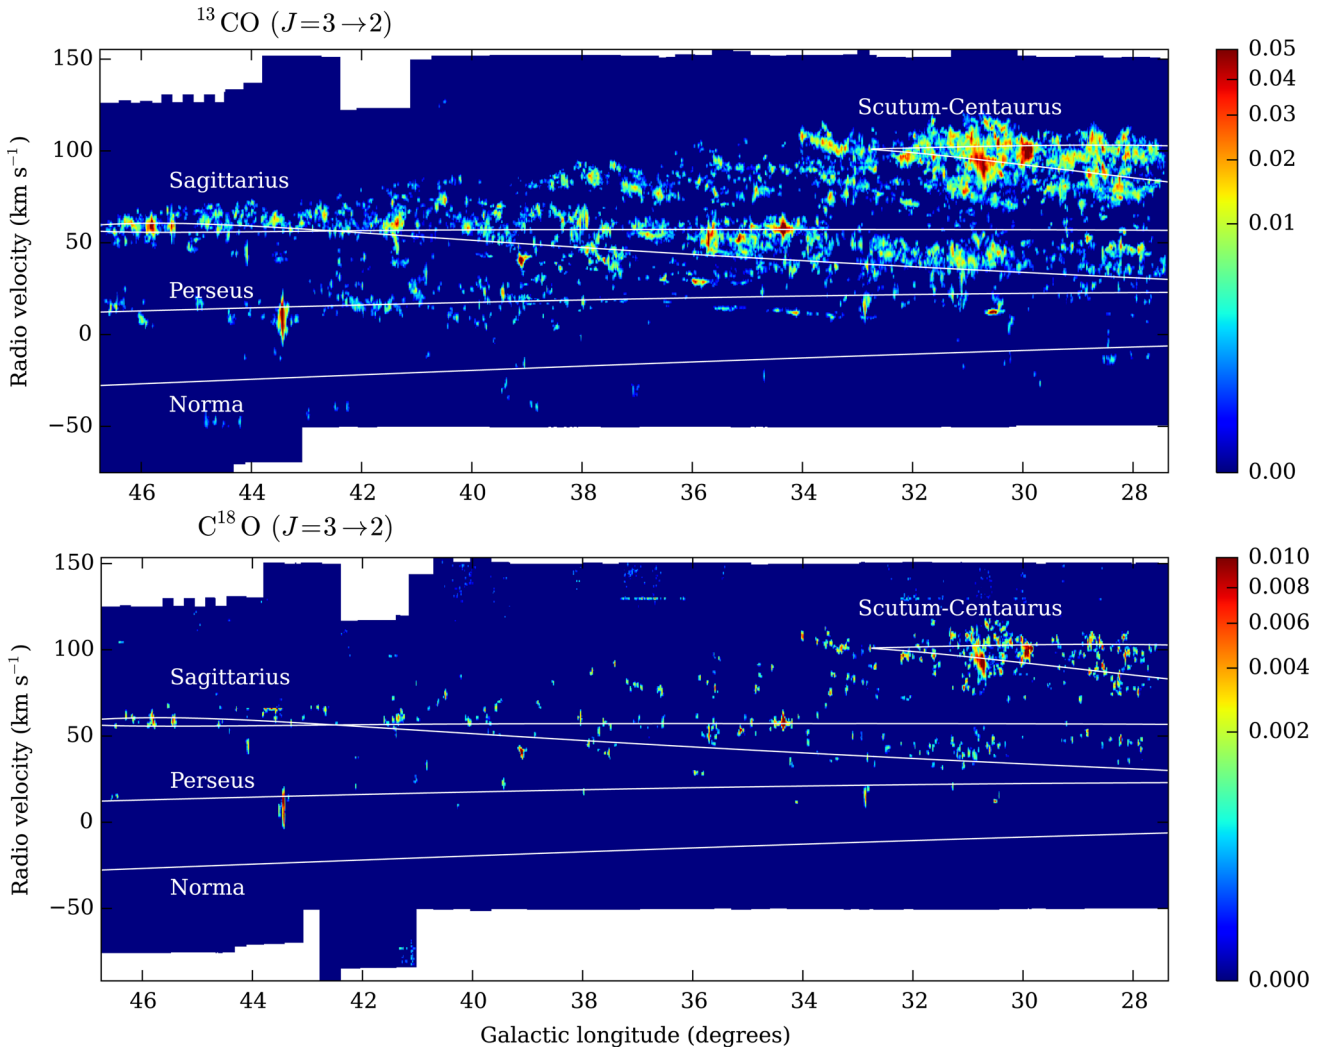 ¹³CO (J=3→2)
150
100
50
0
−50
Radio velocity (km s⁻¹)
Scutum-Centaurus
Sagittarius
Perseus
Norma
46 44 42 40 38 36 34 32 30 28
0.05
0.04
0.03
0.02
0.01
0.00
C¹⁸O (J=3→2)
150
100
50
0
−50
Radio velocity (km s⁻¹)
Scutum-Centaurus
Sagittarius
Perseus
Norma
46 44 42 40 38 36 34 32 30 28
Galactic longitude (degrees)
0.010
0.008
0.006
0.004
0.002
0.000